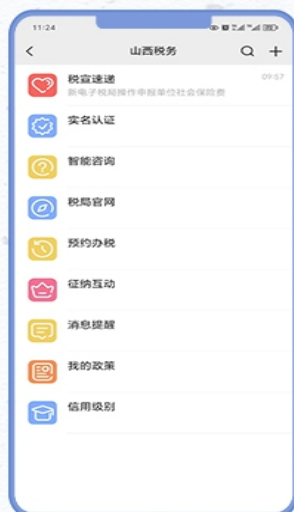 11:24
山西税务
税宣速递
09:57
新电子税局操作申报单位社会保险费
实名认证
智能咨询
税局官网
预约办税
征纳互动
消息提醒
我的政策
信用级别